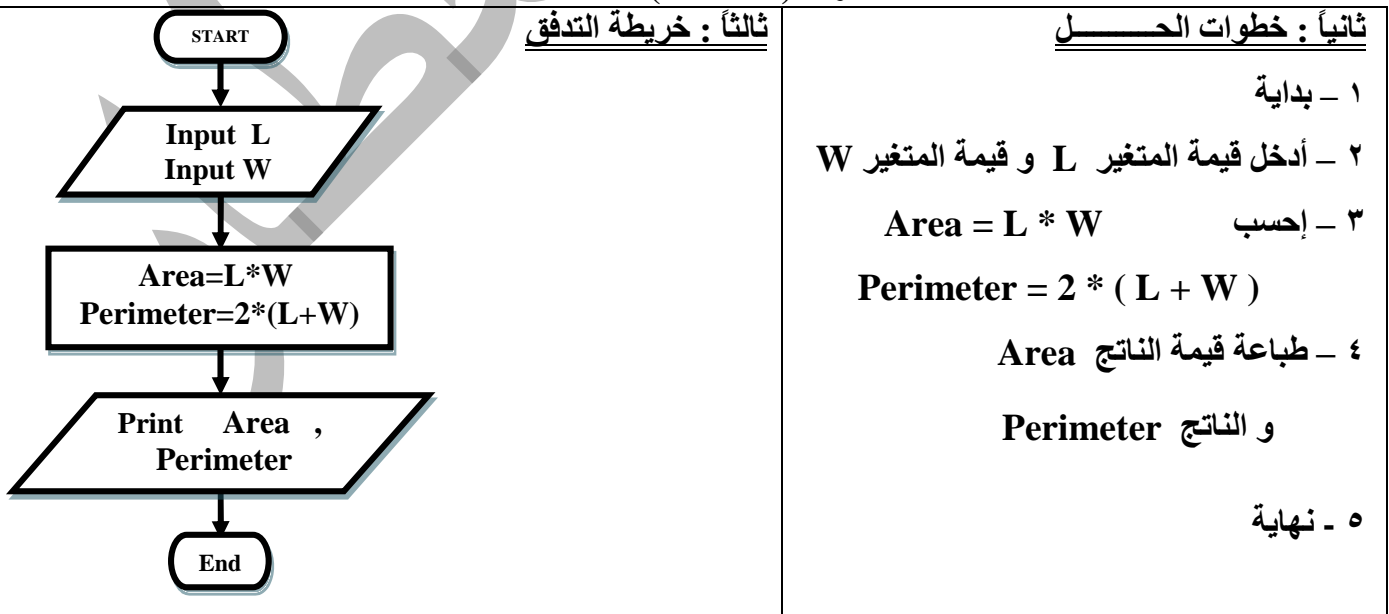 ثانياً : خطوات الحـــــــــــل
١ – بداية
٢ – أدخل قيمة المتغير L و قيمة المتغير W
٣ – إحسب Area = L * W
Perimeter = 2 * ( L + W )
٤ – طباعة قيمة الناتج Area
و الناتج Perimeter
٥ - نهاية
ثالثاً : خريطة التدفق
START
Input L
Input W
Area=L*W
Perimeter=2*(L+W)
Print Area ,
Perimeter
End